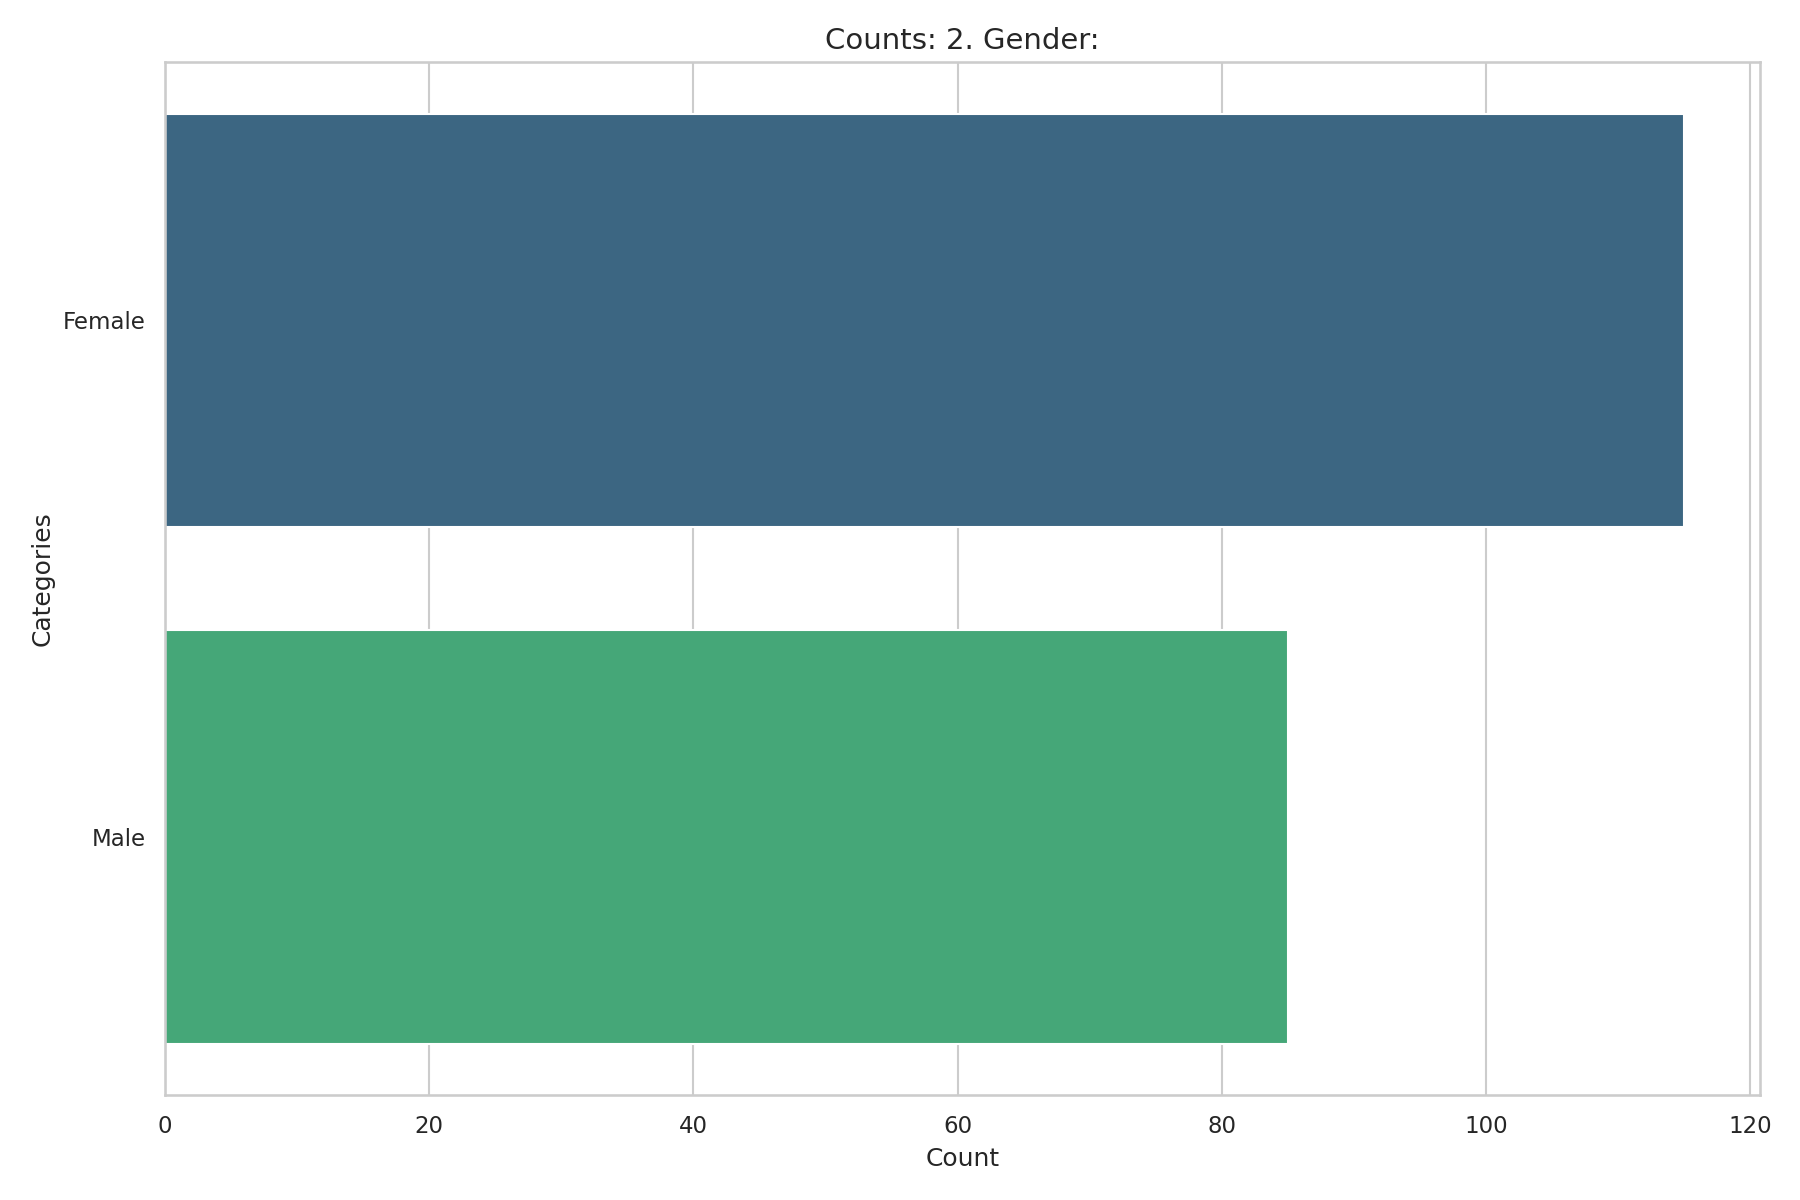 Counts: 2. Gender:
Categories
Female
Male
0 20 40 60 80 100 120
Count